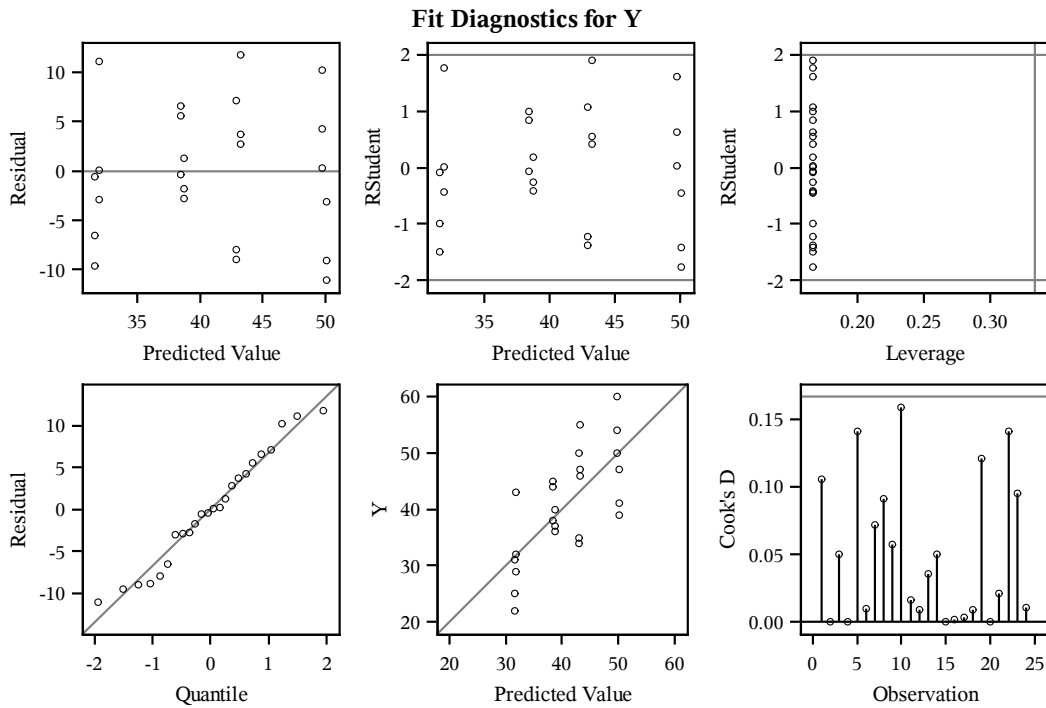 Fit Diagnostics for Y
Residual
10
5
0
-5
-10
35 40 45 50
Predicted Value
RStudent
2
1
0
-1
-2
35 40 45 50
Predicted Value
RStudent
2
1
0
-1
-2
0.20 0.25 0.30
Leverage
Residual
10
5
0
-5
-10
-2 -1 0 1 2
Quantile
Y
60
50
40
30
20
20 30 40 50 60
Predicted Value
Cook's D
0.15
0.10
0.05
0.00
0 5 10 15 20 25
Observation